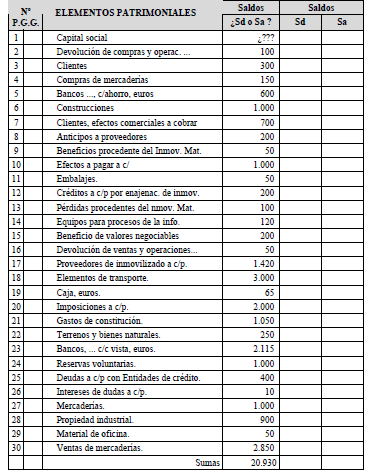 Nº P.G.G. ELEMENTOS PATRIMONIALES Saldos Saldos
¿Sd o Sa ? Sd Sa
1 Capital social ¿???
2 Devolución de compras y operac. ... 100
3 Clientes 300
4 Compras de mercaderías 150
5 Bancos ..., c/ahorro, euros 600
6 Construcciones 1.000
7 Clientes, efectos comerciales a cobrar 700
8 Anticipos a proveedores 200
9 Beneficios procedente del Inmov. Mat. 50
10 Efectos a pagar a c/ 1.000
11 Embalajes. 50
12 Créditos a c/p por enajenac. de inmov. 200
13 Pérdidas procedentes del nmov. Mat. 100
14 Equipos para procesos de la info. 120
15 Beneficio de valores negociables 200
16 Devolución de ventas y operaciones... 50
17 Proveedores de inmovilizado a c/p. 1.420
18 Elementos de transporte. 3.000
19 Caja, euros. 65
20 Imposiciones a c/p. 2.000
21 Gastos de constitución. 1.050
22 Terrenos y bienes naturales. 250
23 Bancos, ... c/c vista, euros. 2.115
24 Reservas voluntarias. 1.000
25 Deudas a c/p con Entidades de crédito. 400
26 Intereses de dudas a c/p. 10
27 Mercaderías. 1.000
28 Propiedad industrial. 900
29 Material de oficina. 50
30 Ventas de mercaderías. 2.850
Sumas 20.930